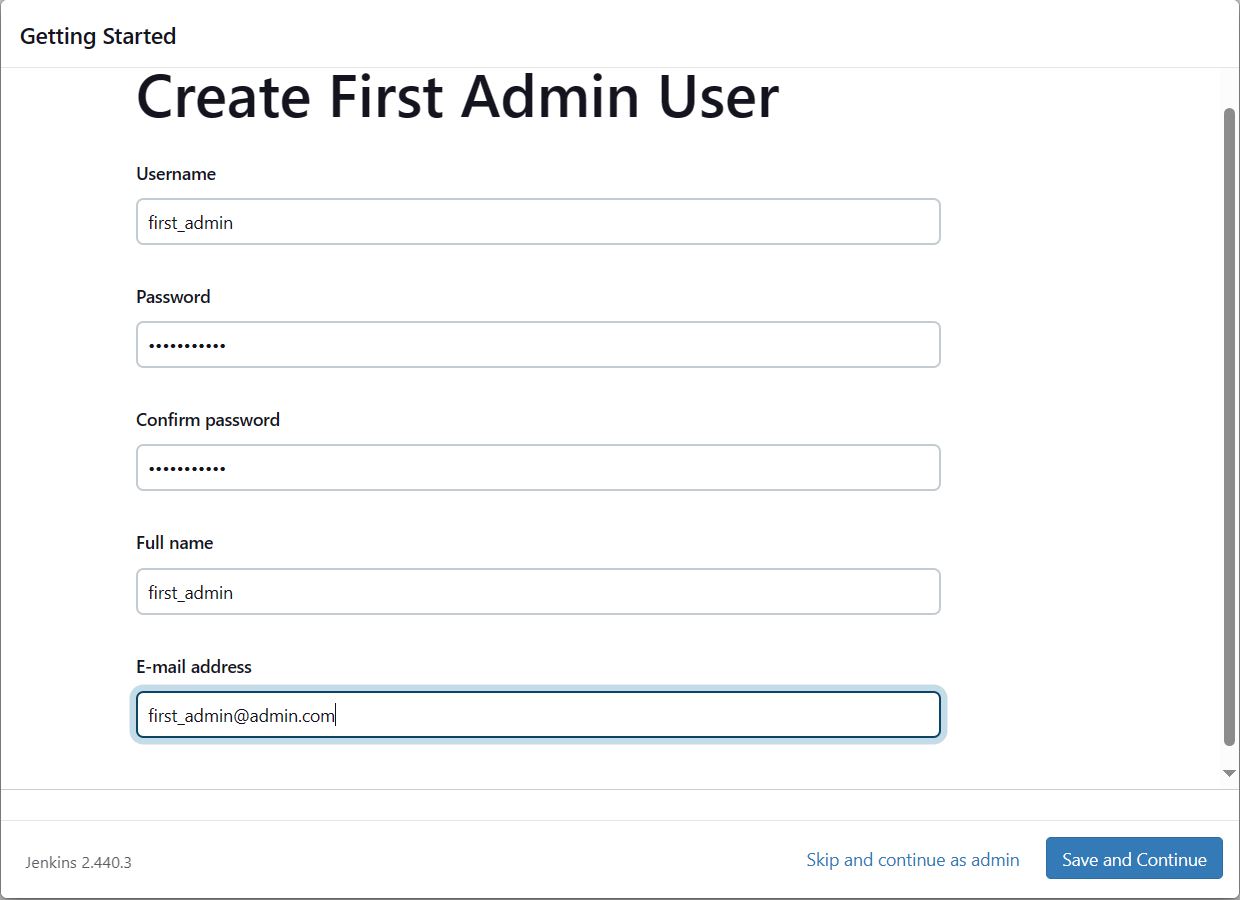 Getting Started
Create First Admin User
Username
first_admin
Password
•••••••••••
Confirm password
•••••••••••
Full name
first_admin
E-mail address
first_admin@admin.com
Jenkins 2.440.3
Skip and continue as admin
Save and Continue